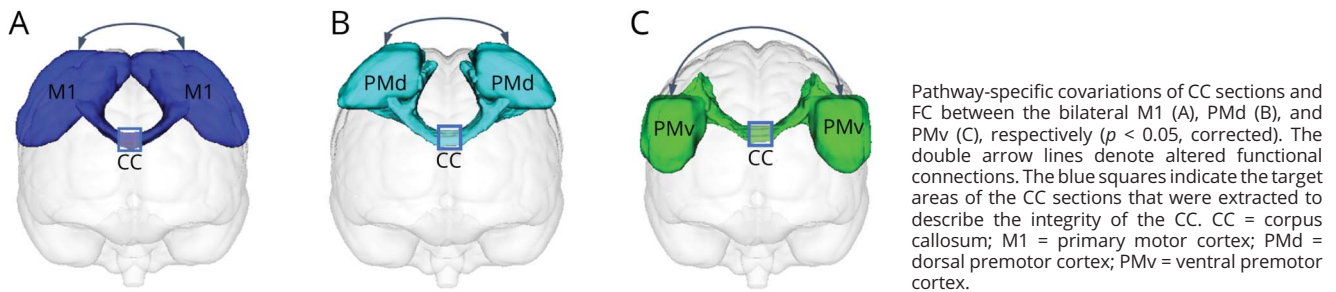 A
M1 M1
CC
B
PMd PMd
CC
C
PMv PMv
CC
Pathway-specific covariations of CC sections and
FC between the bilateral M1 (A), PMd (B), and
PMv (C), respectively (p < 0.05, corrected). The
double arrow lines denote altered functional
connections. The blue squares indicate the target
areas of the CC sections that were extracted to
describe the integrity of the CC. CC = corpus
callosum; M1 = primary motor cortex; PMd =
dorsal premotor cortex; PMv = ventral premotor
cortex.